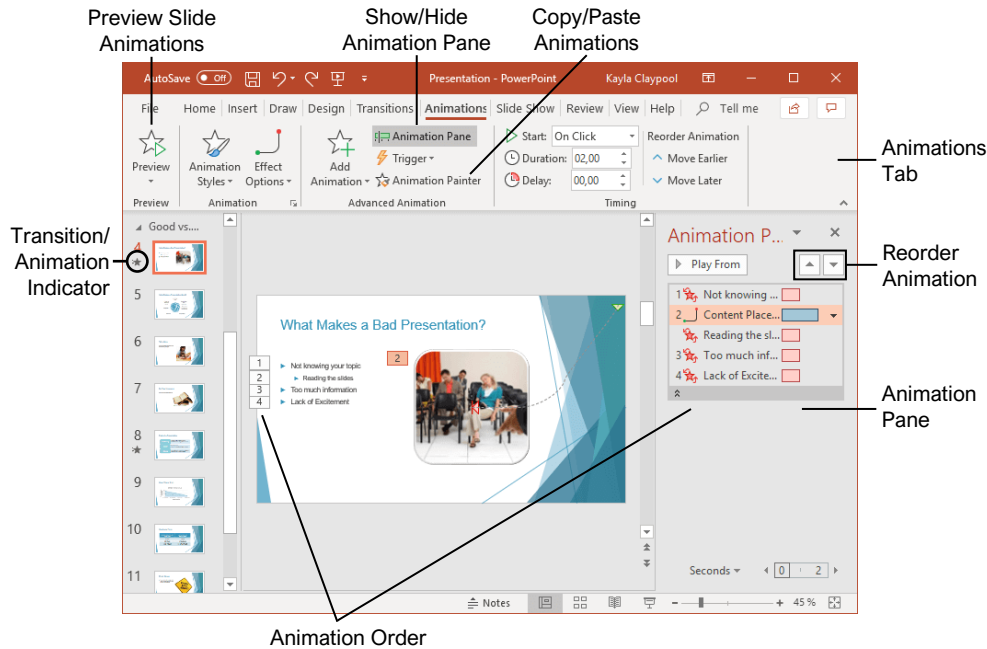 Preview Slide
Animations
Show/Hide
Animation Pane
Copy/Paste
Animations
AutoSave Off
Presentation - PowerPoint
Kayla Claypool
File Home Insert Draw Design Transitions Animations Slide Show Review View Help Tell me
Preview
Animation
Styles
Effect
Options
Add
Animation
Animation Pane
Trigger
Animation Painter
Start: On Click
Duration: 02,00
Delay: 00,00
Reorder Animation
Move Earlier
Move Later
Preview
Animation
Advanced Animation
Timing
Animations
Tab
Transition/
Animation
Indicator
Good vs....
4
5
6
7
8
9
10
11
What Makes a Bad Presentation?
1
2
3
4
Not knowing your topic
Reading the slides
Too much information
Lack of Excitement
2
Animation P...
Play From
1 Not knowing ...
2 Content Place...
Reading the sl...
3 Too much inf...
4 Lack of Excite...
Reorder
Animation
Animation
Pane
Seconds 0 2
Notes
45%
Animation Order